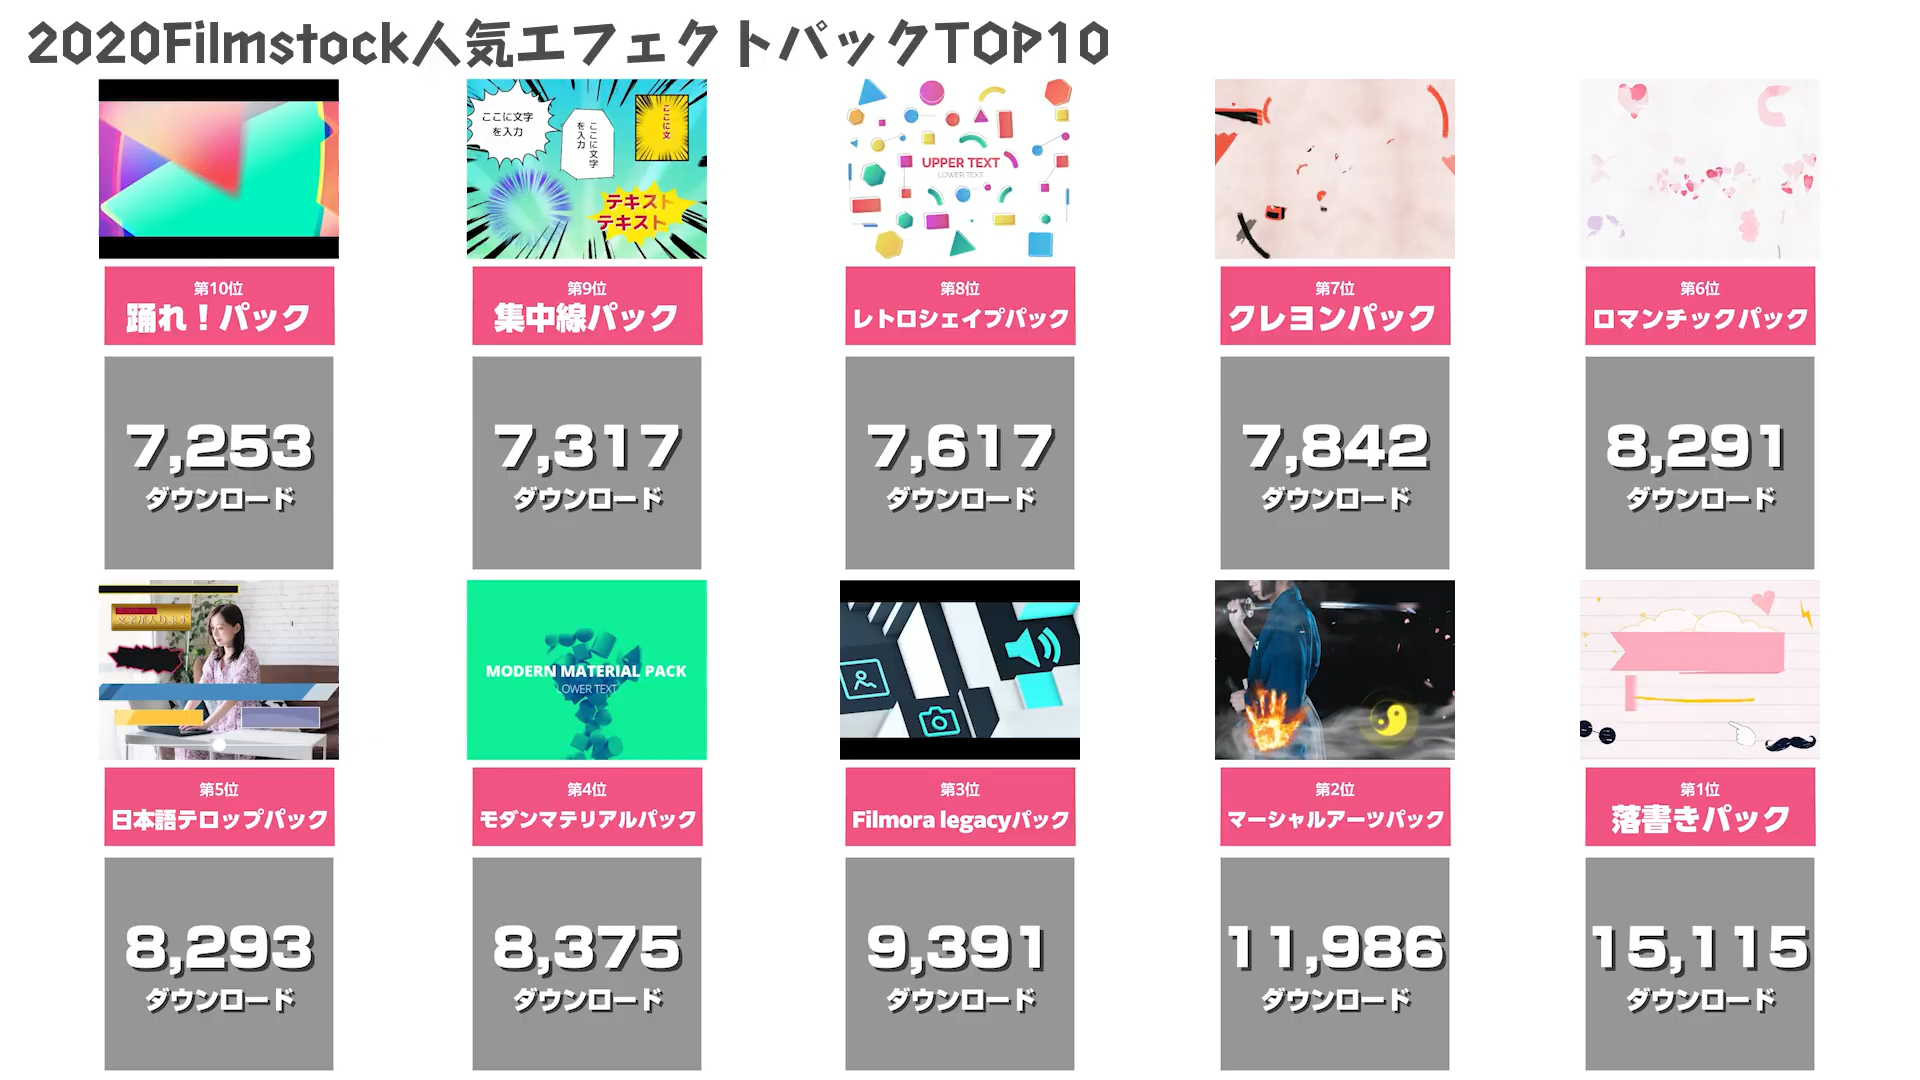 2020Filmstock人気エフェクトパックTOP10
ここに文字
を入力
ここに文字
を入力
ここに文
テキスト
テキスト
UPPER TEXT
LOWER TEXT
第10位
踊れ！パック
第9位
集中線パック
第8位
レトロシェイプパック
第7位
クレヨンパック
第6位
ロマンチックパック
7,253
ダウンロード
7,317
ダウンロード
7,617
ダウンロード
7,842
ダウンロード
8,291
ダウンロード
文字が入ります
MODERN MATERIAL PACK
LOWER TEXT
第5位
日本語テロップパック
第4位
モダンマテリアルパック
第3位
Filmora legacyパック
第2位
マーシャルアーツパック
第1位
落書きパック
8,293
ダウンロード
8,375
ダウンロード
9,391
ダウンロード
11,986
ダウンロード
15,115
ダウンロード